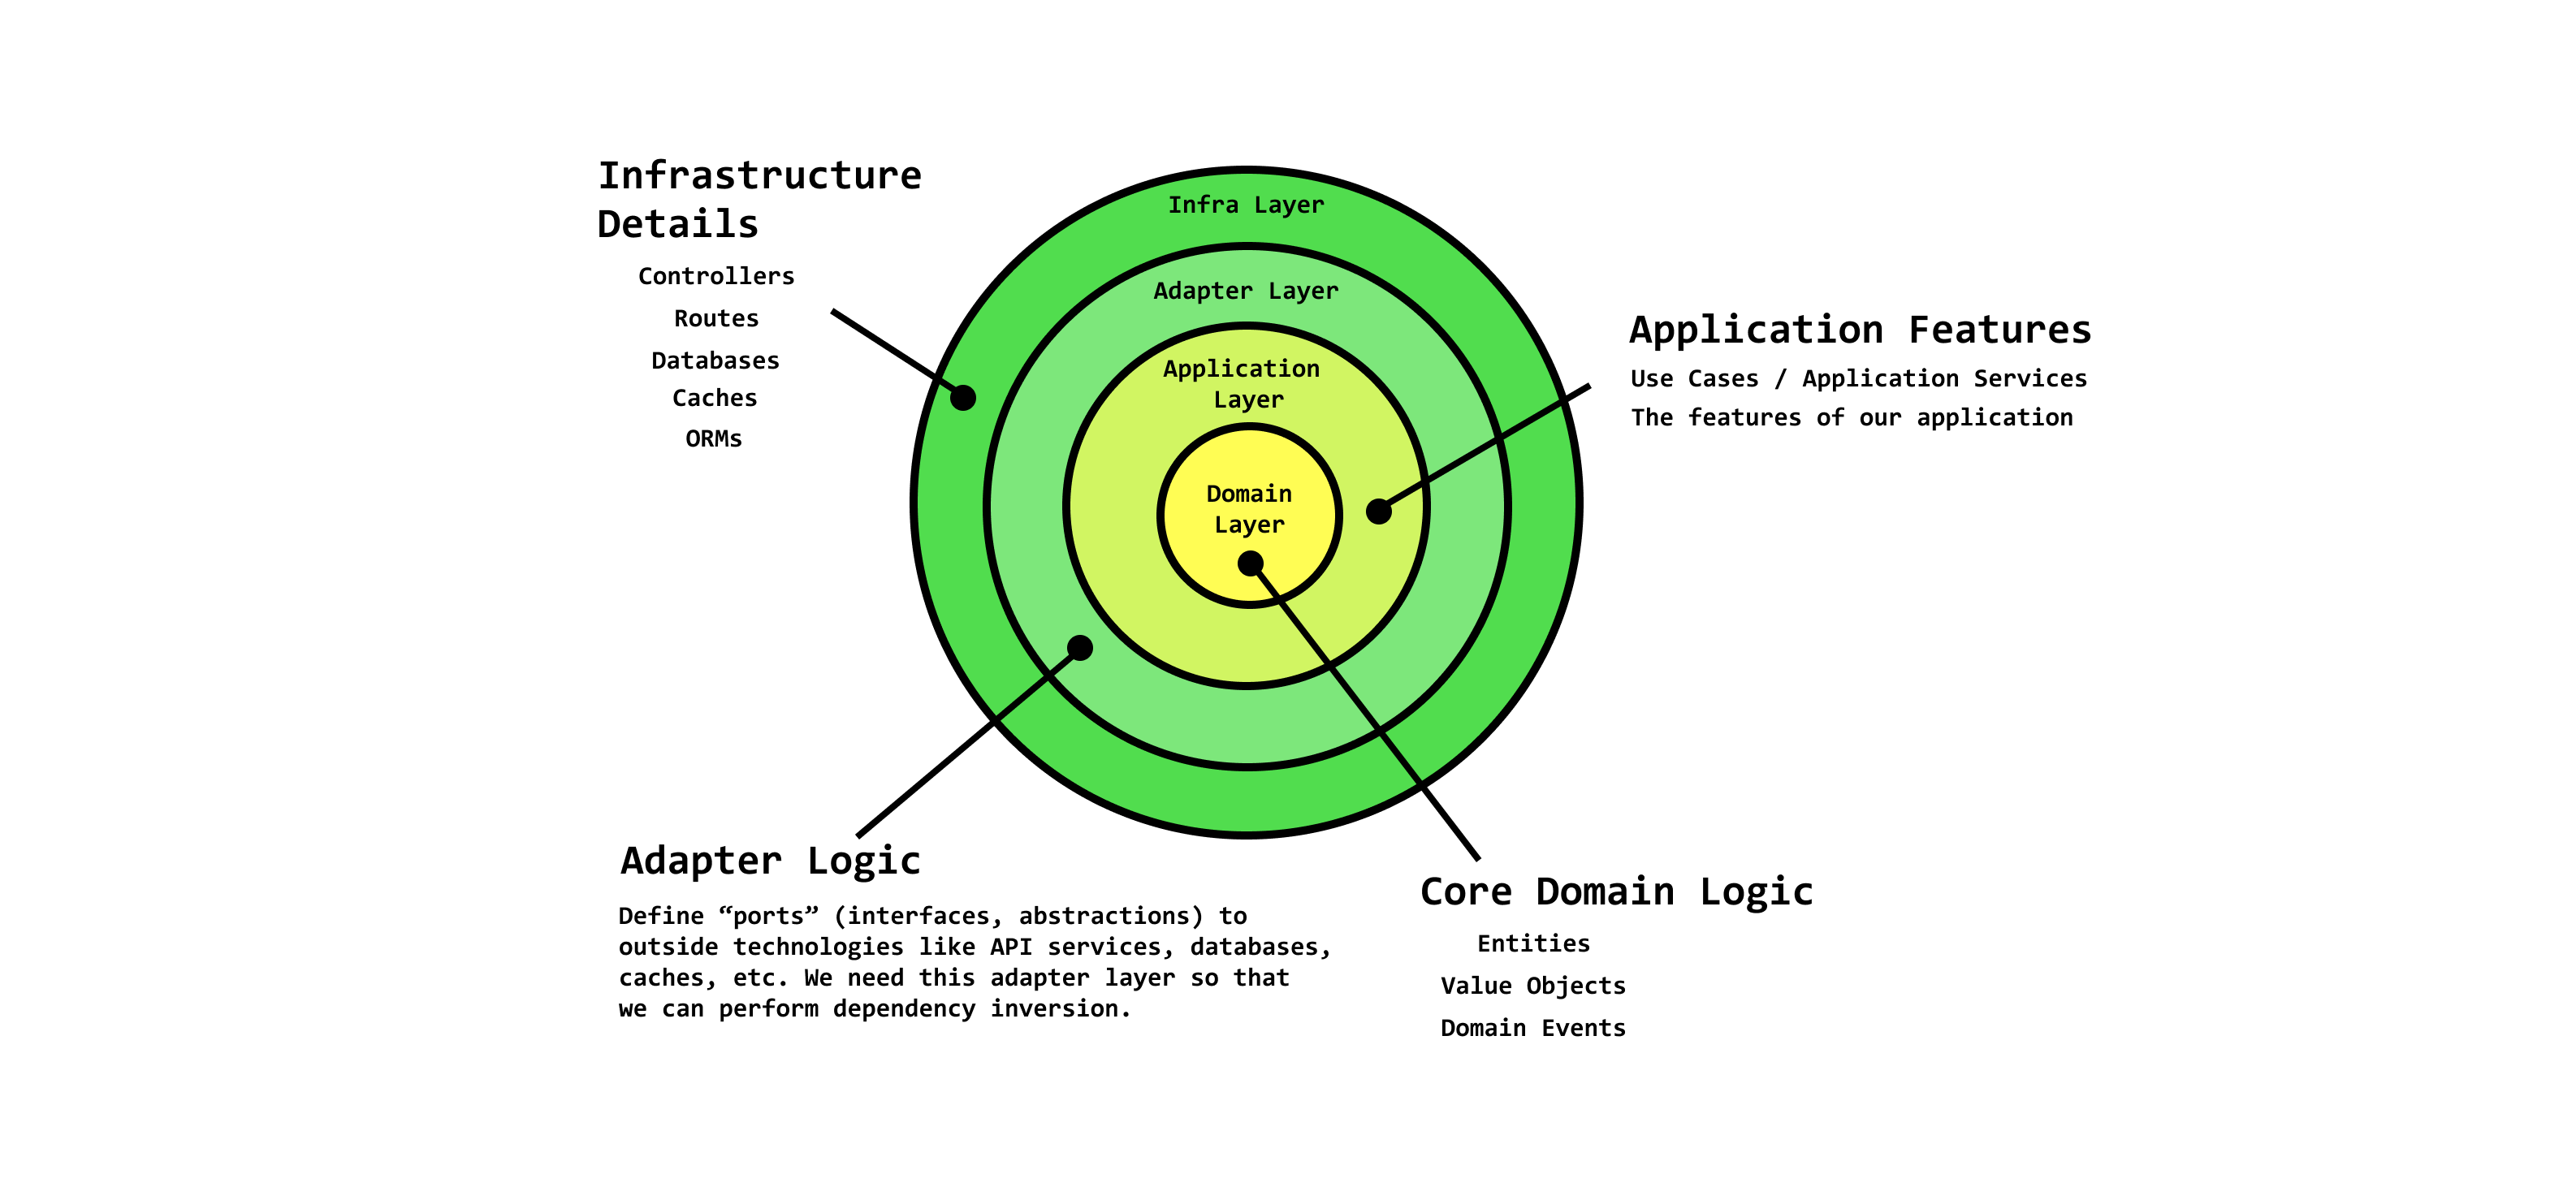 Infrastructure
Details
Controllers
Routes
Databases
Caches
ORMs
Infra Layer
Adapter Layer
Application
Layer
Domain
Layer
Application Features
Use Cases / Application Services
The features of our application
Adapter Logic
Define “ports” (interfaces, abstractions) to
outside technologies like API services, databases,
caches, etc. We need this adapter layer so that
we can perform dependency inversion.
Core Domain Logic
Entities
Value Objects
Domain Events